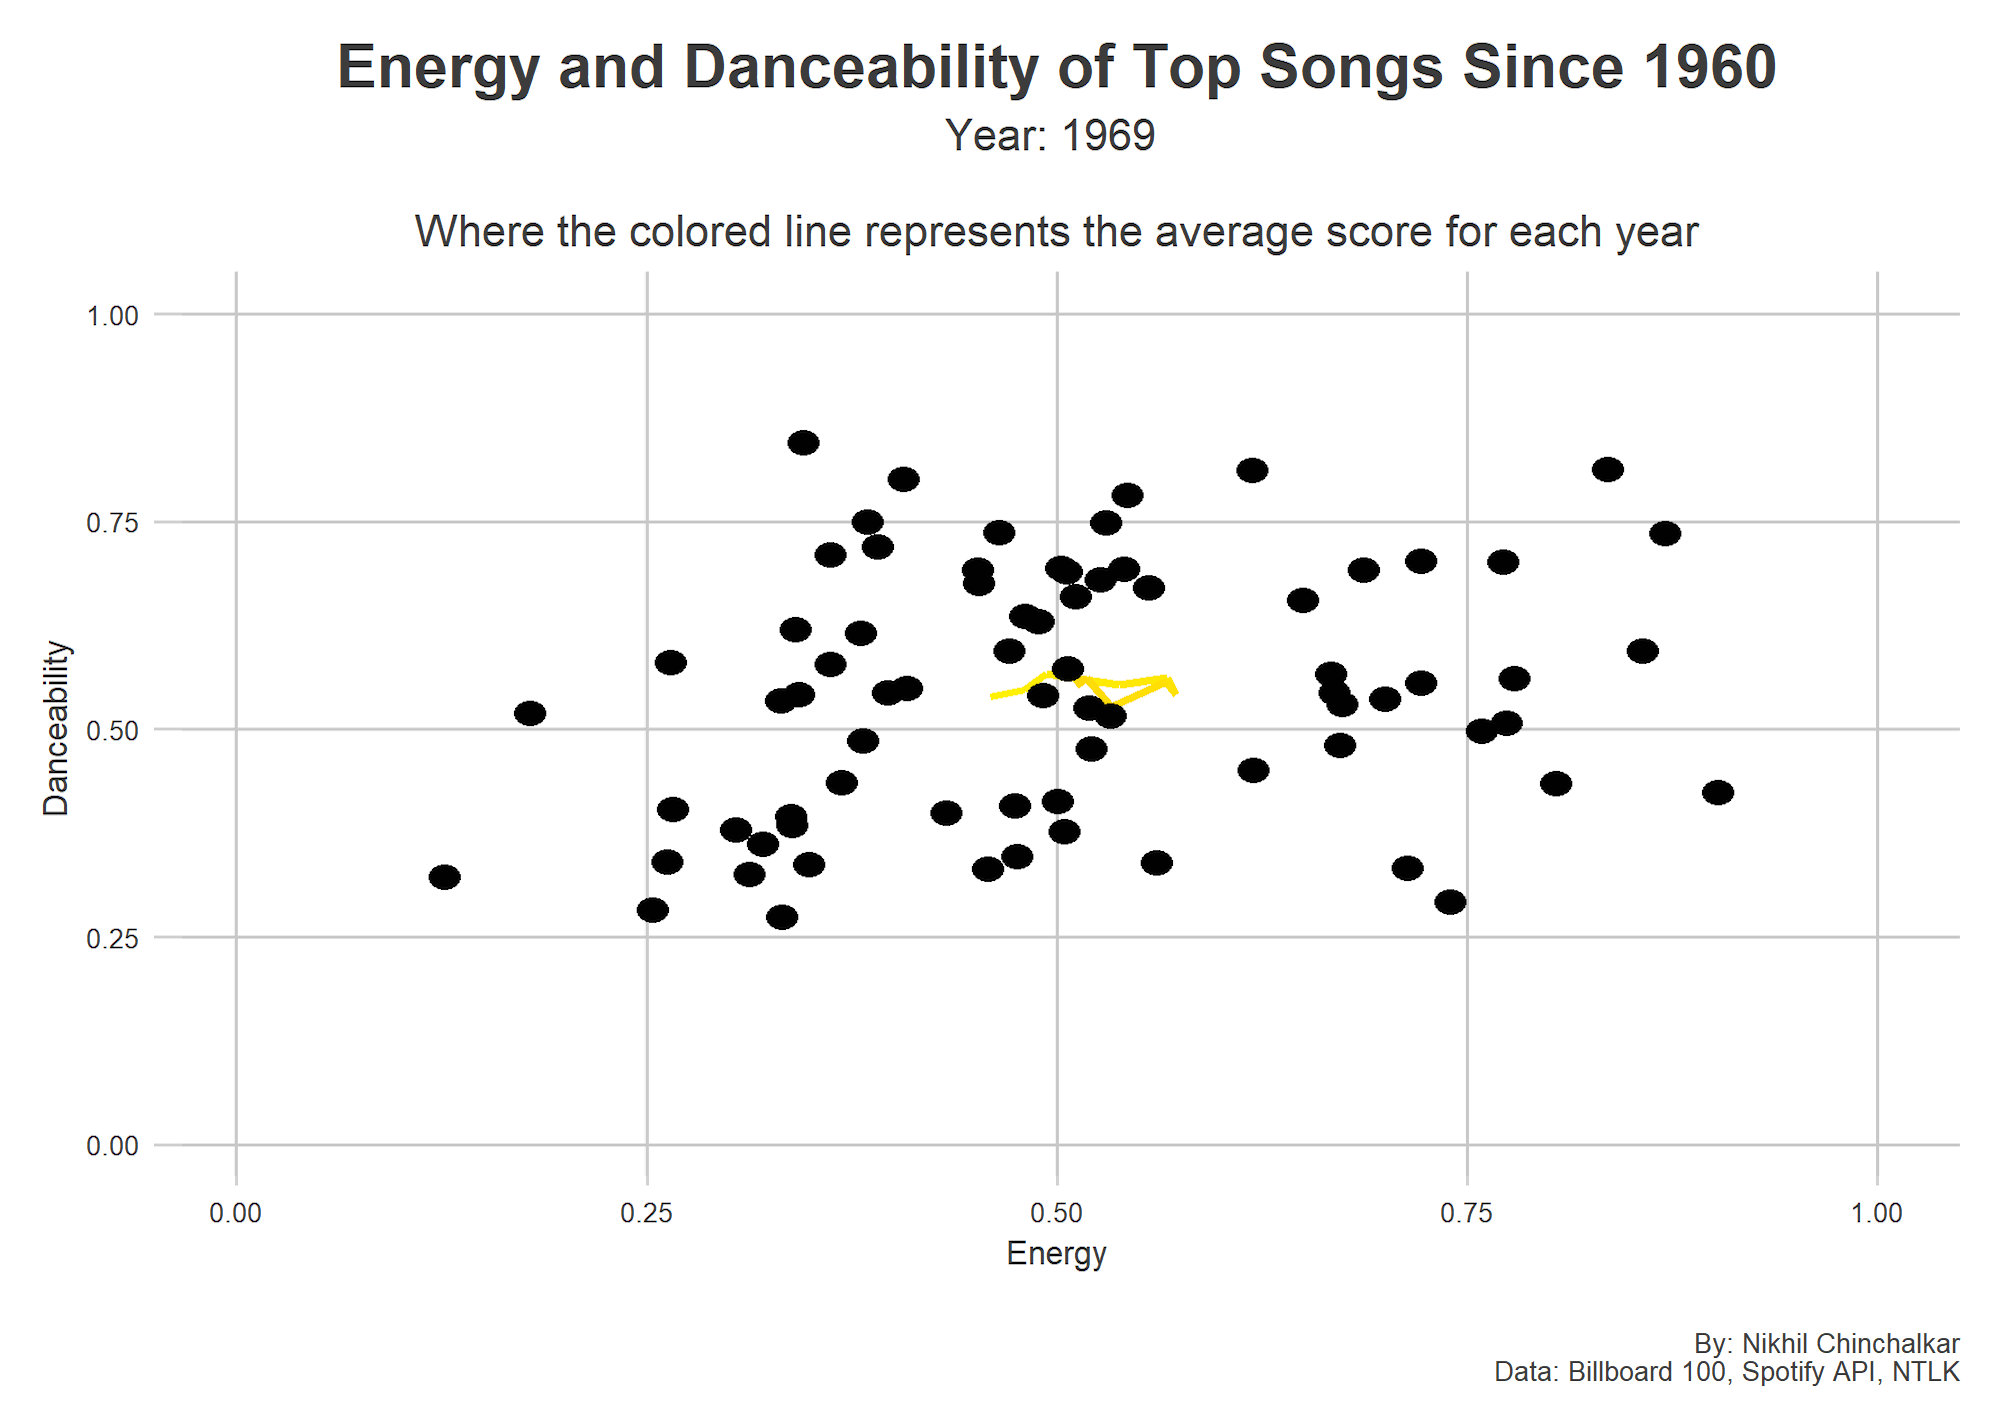 Energy and Danceability of Top Songs Since 1960
Year: 1969
Where the colored line represents the average score for each year
1.00
0.75
0.50
0.25
0.00
Danceability
0.00
0.25
0.50
0.75
1.00
Energy
By: Nikhil Chinchalkar
Data: Billboard 100, Spotify API, NTLK